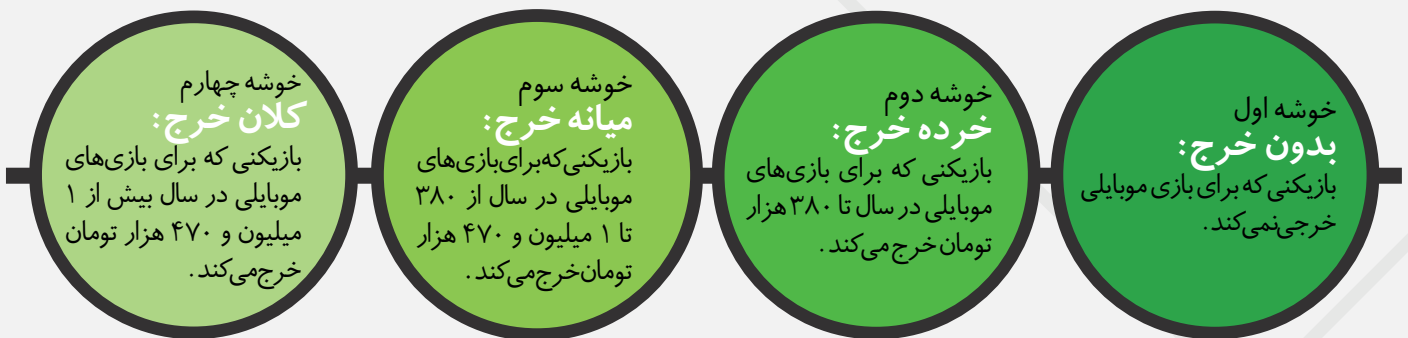 خوشه اول
بدون خرج:
بازیکنی که برای بازی موبایلی
خرجی‌نمی‌کند.
خوشه دوم
خرده خرج:
بازیکنی که برای بازی‌های
موبایلی در سال تا ۳۸۰ هزار
تومان خرج می‌کند.
خوشه سوم
میانه خرج:
بازیکنی‌که‌برای‌بازی‌های
موبایلی در سال از ۳۸۰
تا ۱ میلیون و ۴۷۰ هزار
تومان‌خرج‌می‌کند.
خوشه چهارم
کلان خرج:
بازیکنی که برای بازی‌های
موبایلی در سال بیش از ۱
میلیون و ۴۷۰ هزار تومان
خرج‌می‌کند.